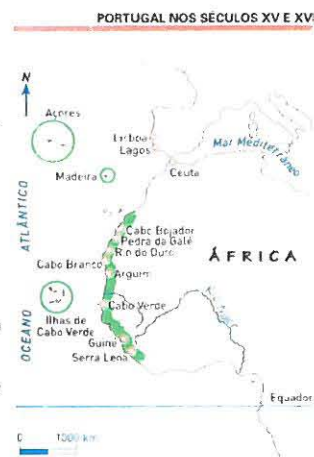 PORTUGAL NOS SÉCULOS XV E XVI
N
Açores
Lisboa
Lagos
Mar Mediterrâneo
Madeira
Ceuta
OCEANO ATLÂNTICO
Cabo Bojador
Pedra da Galé
Rio do Ouro
ÁFRICA
Cabo Branco
Arguim
Cabo Verde
Ilhas de
Cabo Verde
Guiné
Serra Leoa
Equador
0 1000 km